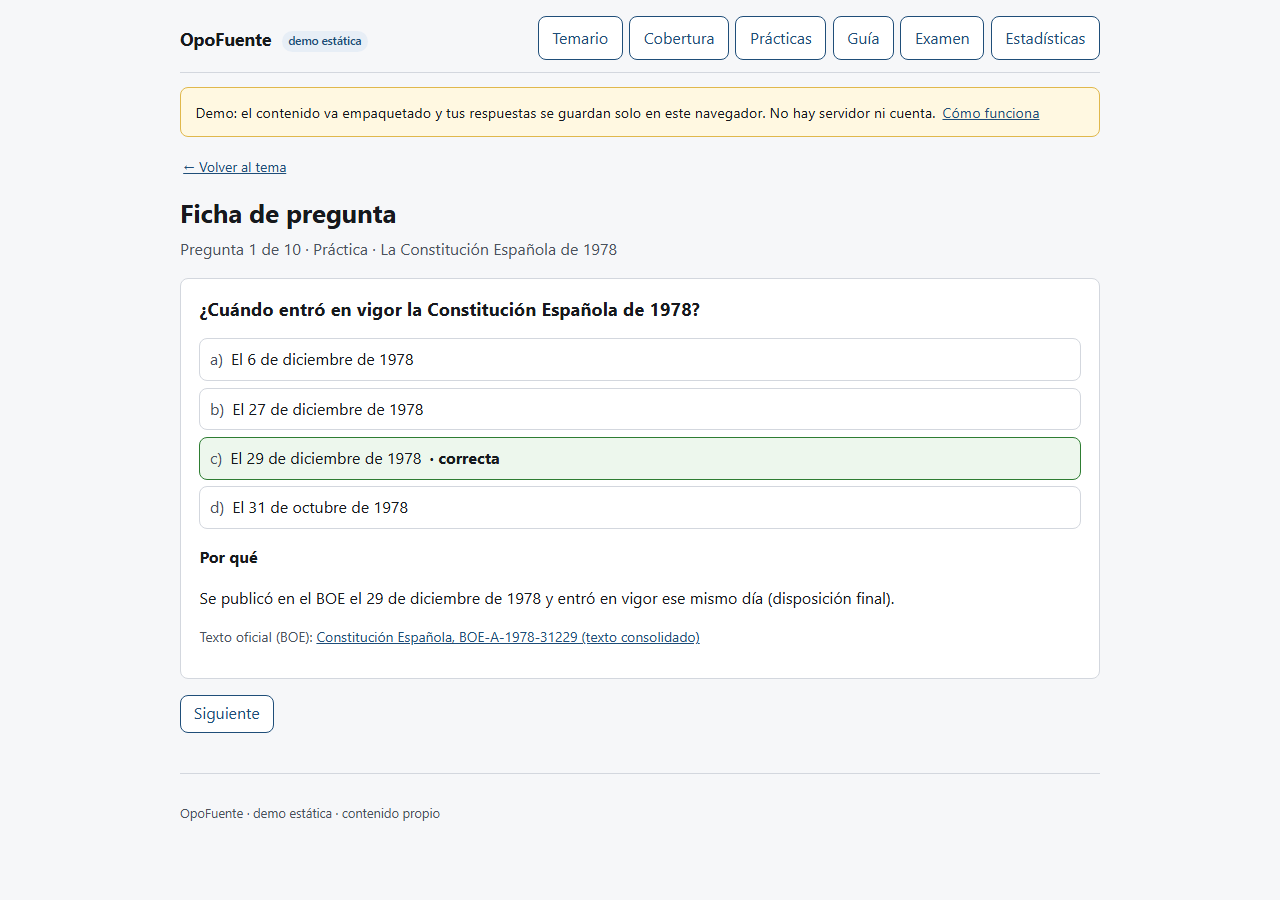 OpoFuente demo estática Temario Cobertura Prácticas Guía Examen Estadísticas
Demo: el contenido va empaquetado y tus respuestas se guardan solo en este navegador. No hay servidor ni cuenta. Cómo funciona
← Volver al tema
Ficha de pregunta
Pregunta 1 de 10 · Práctica · La Constitución Española de 1978
¿Cuándo entró en vigor la Constitución Española de 1978?
a) El 6 de diciembre de 1978
b) El 27 de diciembre de 1978
c) El 29 de diciembre de 1978 · correcta
d) El 31 de octubre de 1978
Por qué
Se publicó en el BOE el 29 de diciembre de 1978 y entró en vigor ese mismo día (disposición final).
Texto oficial (BOE): Constitución Española, BOE-A-1978-31229 (texto consolidado)
Siguiente
OpoFuente · demo estática · contenido propio